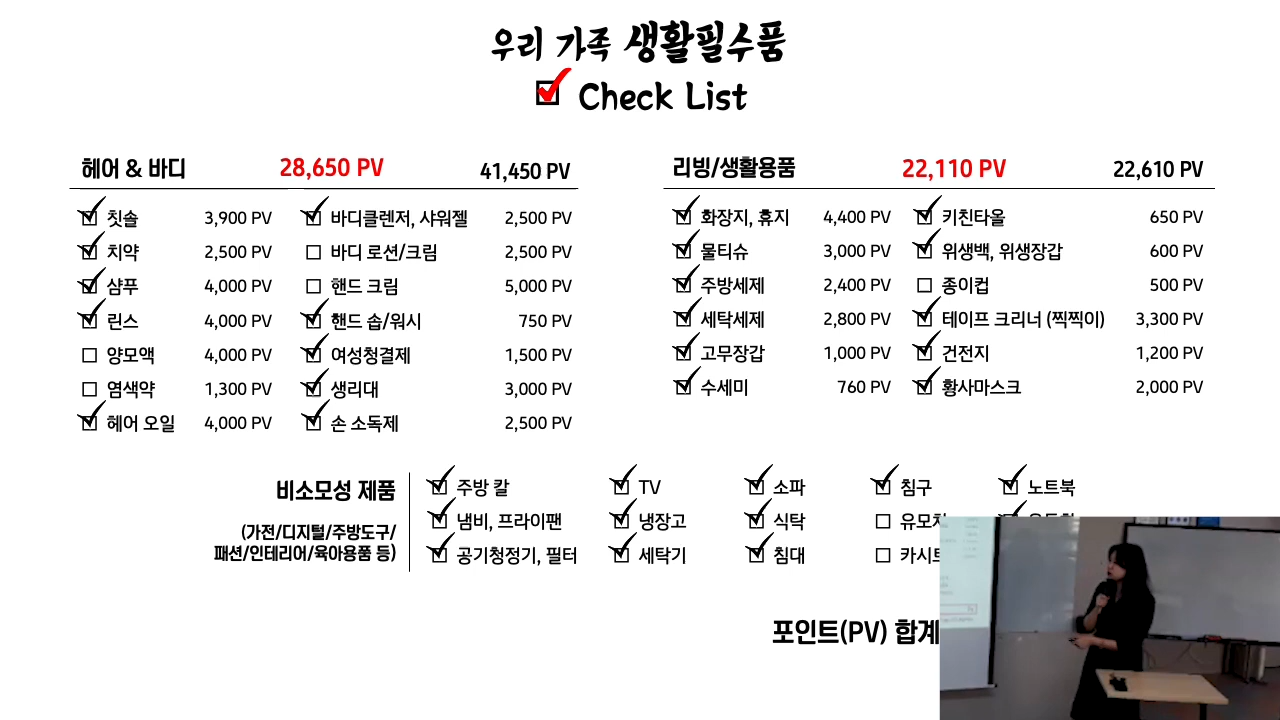 우리 가족 생활필수품
Check List
헤어 & 바디 28,650 PV 41,450 PV
칫솔 3,900 PV 바디클렌저, 샤워젤 2,500 PV
치약 2,500 PV 바디 로션/크림 2,500 PV
샴푸 4,000 PV 핸드 크림 5,000 PV
린스 4,000 PV 핸드 솝/워시 750 PV
양모액 4,000 PV 여성청결제 1,500 PV
염색약 1,300 PV 생리대 3,000 PV
헤어 오일 4,000 PV 손 소독제 2,500 PV
리빙/생활용품 22,110 PV 22,610 PV
화장지, 휴지 4,400 PV 키친타올 650 PV
물티슈 3,000 PV 위생백, 위생장갑 600 PV
주방세제 2,400 PV 종이컵 500 PV
세탁세제 2,800 PV 테이프 크리너 (찍찍이) 3,300 PV
고무장갑 1,000 PV 건전지 1,200 PV
수세미 760 PV 황사마스크 2,000 PV
비소모성 제품
(가전/디지털/주방도구/
패션/인테리어/육아용품 등)
주방 칼 TV 소파 침구 노트북
냄비, 프라이팬 냉장고 식탁
공기청정기, 필터 세탁기 침대
포인트(PV) 합계